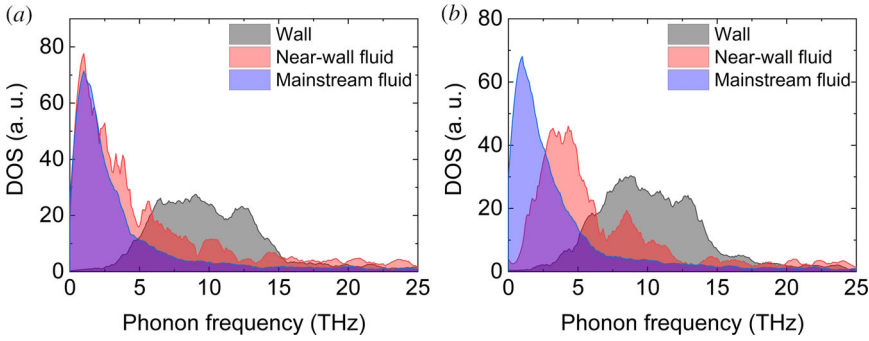 (a)
80
60
40
20
0
DOS (a. u.)
Wall
Near-wall fluid
Mainstream fluid
0 5 10 15 20 25
Phonon frequency (THz)
(b)
80
60
40
20
0
DOS (a. u.)
Wall
Near-wall fluid
Mainstream fluid
0 5 10 15 20 25
Phonon frequency (THz)